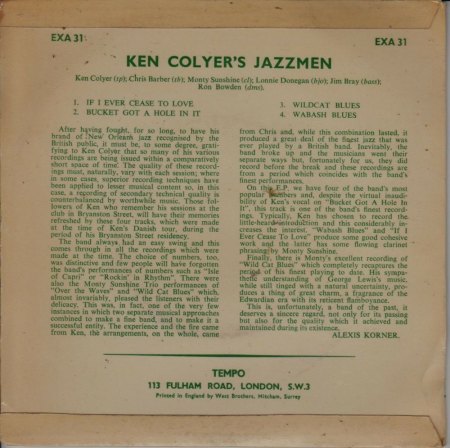 EXA 31
EXA 31
KEN COLYER'S JAZZMEN
Ken Colyer (tp); Chris Barber (tb); Monty Sunshine (cl); Lonnie Donegan (bjo); Jim Bray (bass);
Ron Bowden (dms).
1. IF I EVER CEASE TO LOVE
2. BUCKET GOT A HOLE IN IT
3. WILDCAT BLUES
4. WABASH BLUES
After having fought, for so long, to have his
brand of New Orleans jazz recognised by the
British public, it must be, to some degree, grati-
fying to Ken Colyer that so many of his various
recordings are being issued within a comparatively
short space of time. The quality of these record-
ings must, naturally, vary with each session; where
in some cases, superior recording techniques have
been applied to lesser musical content so, in this
case, a recording of secondary technical quality is
counterbalanced by worthwhile music. Those fol-
lowers of Ken who remember his sessions at the
club in Bryanston Street, will have their memories
refreshed by these four tracks, which were made
at the time of Ken's Danish tour, during the
period of his Bryanston Street residency.
The band always had an easy swing and this
comes through in all the recordings which were
made at the time. The choice of numbers, too,
was distinctive and few people will have forgotten
the band's performances of numbers such as "Isle
of Capri" or "Rockin' in Rhythm". There were
also the Monty Sunshine Trio performances of
"Over the Waves" and "Wild Cat Blues" which,
almost invariably, pleased the listeners with their
delicacy. This was, in fact, one of the very few
instances in which two separate musical approaches
combined to make a fine band, and to make it a
successful entity. The experience and the fire came
from Ken, the arrangements, on the whole, came
from Chris and, while this combination lasted, it
produced a great deal of the finest jazz that was
ever played by a British band. Inevitably, the
band broke up and the musicians went their
separate ways but, fortunately for us, they did
record before the break and these recordings are
from a period which coincides with the band's
finest performances.
On this E.P. we have four of the band's most
popular numbers and, despite the virtual inaudi-
bility of Ken's vocal on "Bucket Got A Hole In
It", this track is one of the band's finest record-
ings. Typically, Ken has chosen to record the
little-heard introduction and this considerably in-
creases the interest. "Wabash Blues" and "If I
Ever Cease To Love" produce some good cohesive
work and the latter has some flowing clarinet
phrasing by Monty Sunshine.
Finally, there is Monty's excellent recording of
"Wild Cat Blues" which completely recaptures the
period of his finest playing to date. His sympa-
thetic understanding of George Lewis's music,
while still tinged with a natural uncertainty, pro-
duces a thing of great charm, a fragrance of the
Edwardian era with its reticent flamboyance.
This is, unfortunately, a band of the past, it
deserves a sincere regard, not only for its passing
but also for the quality which it achieved and
maintained during its existence.
ALEXIS KORNER.
TEMPO
113 FULHAM ROAD, LONDON, S.W.3
Printed in England by West Brothers, Mitcham, Surrey